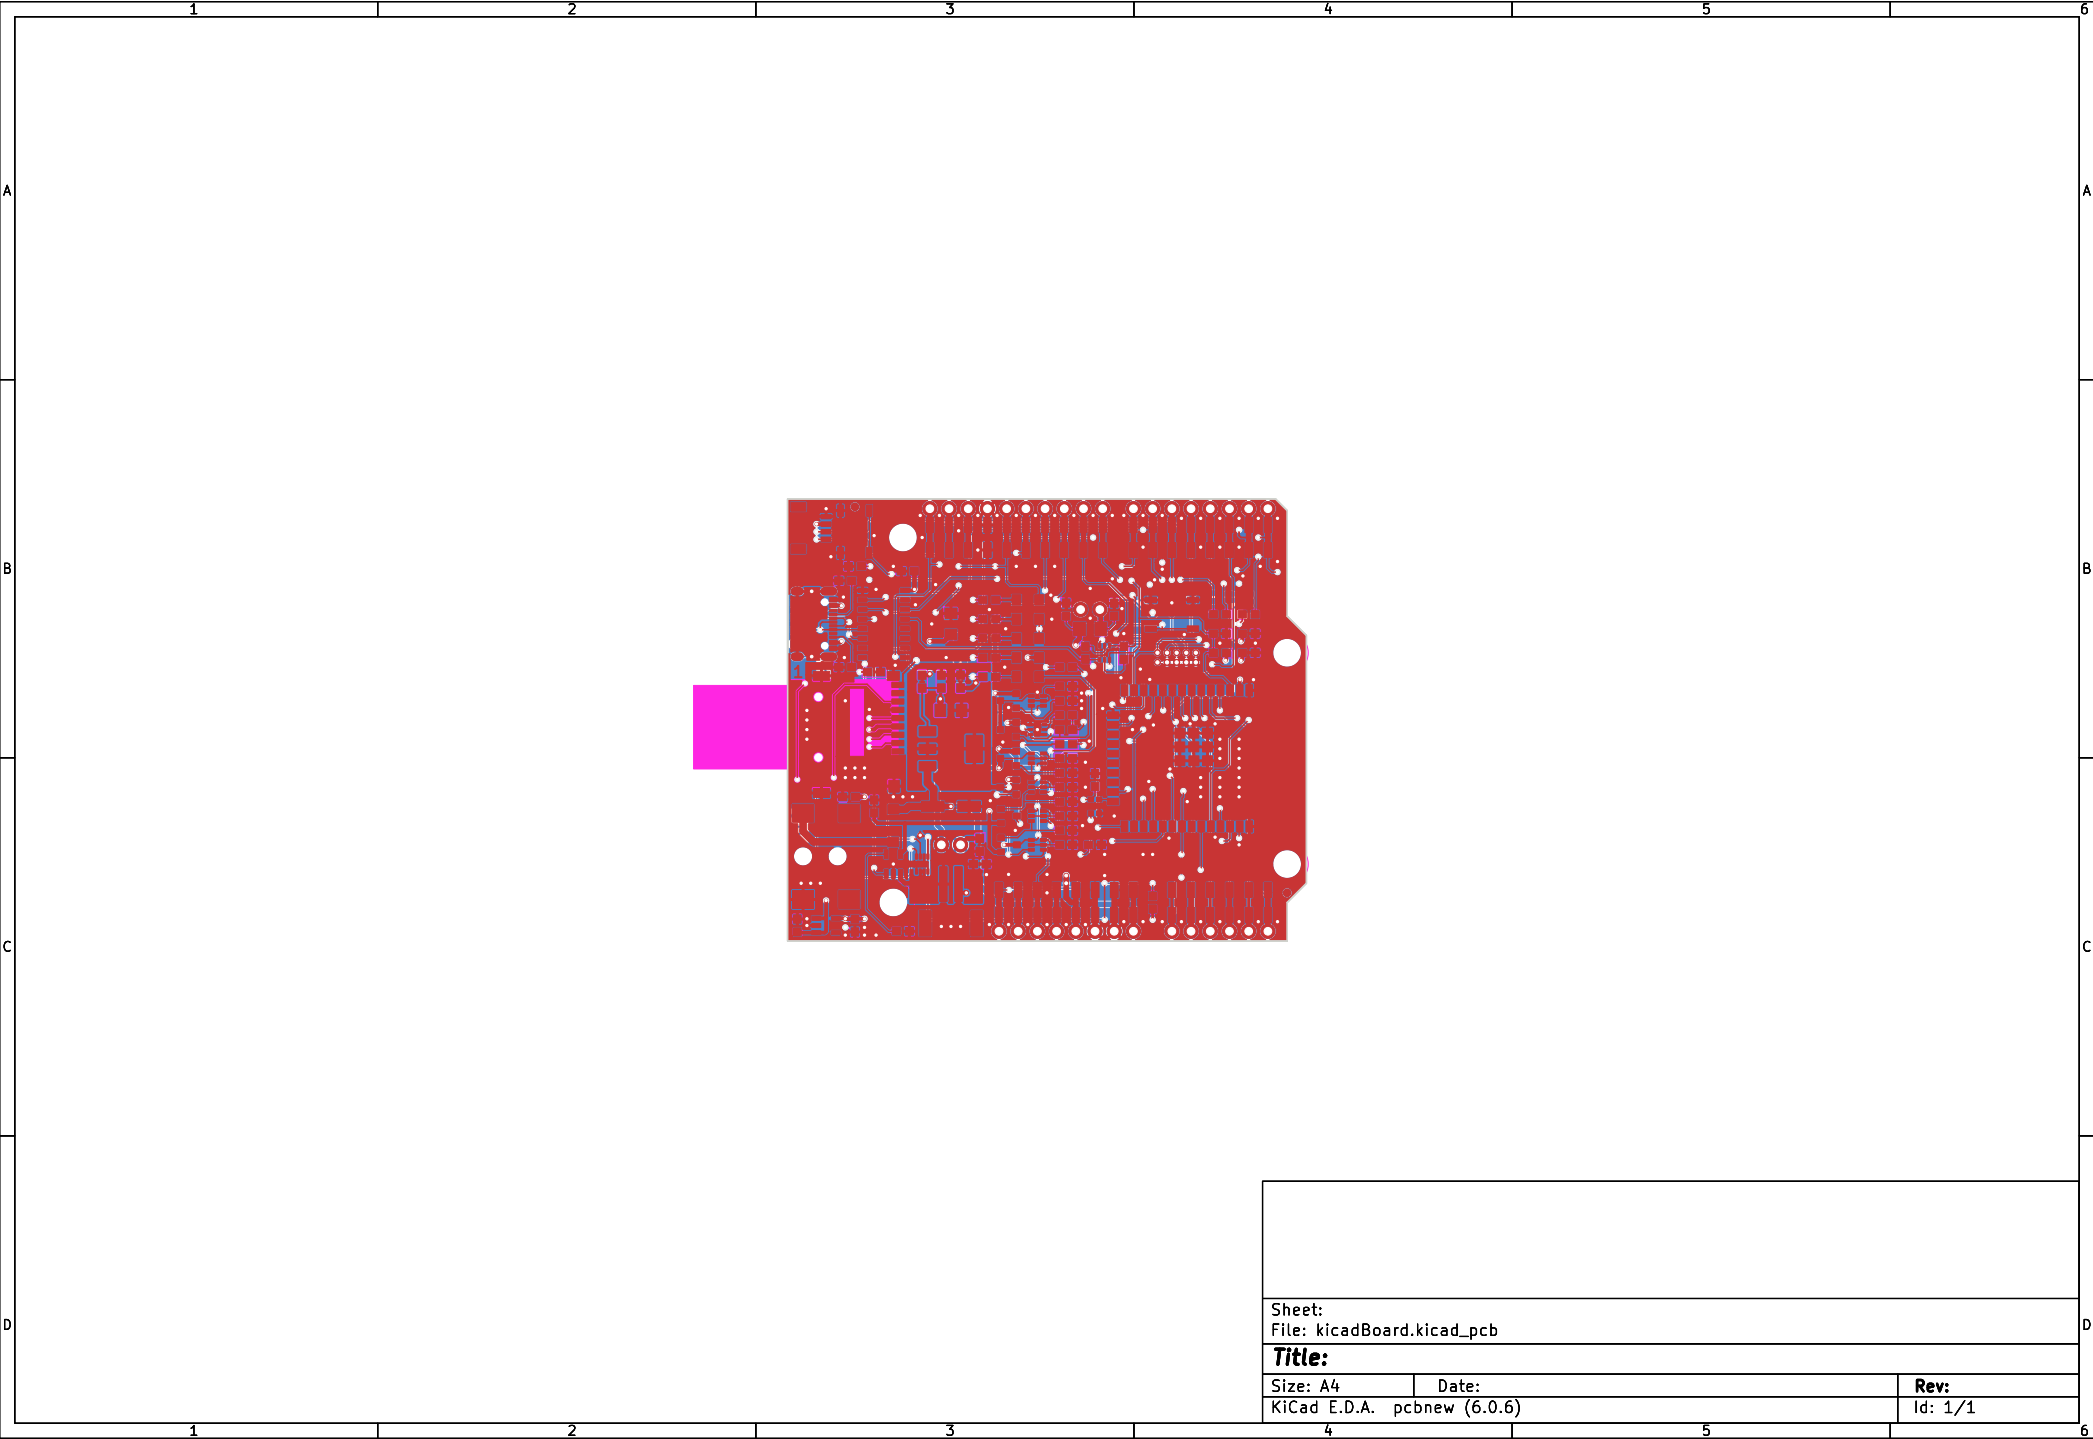 1 2 3 4 5 6
A A
B B
C C
D D
Sheet:
File: kicadBoard.kicad_pcb
Title:
Size: A4 Date: Rev:
KiCad E.D.A. pcbnew (6.0.6) Id: 1/1
1 2 3 4 5 6